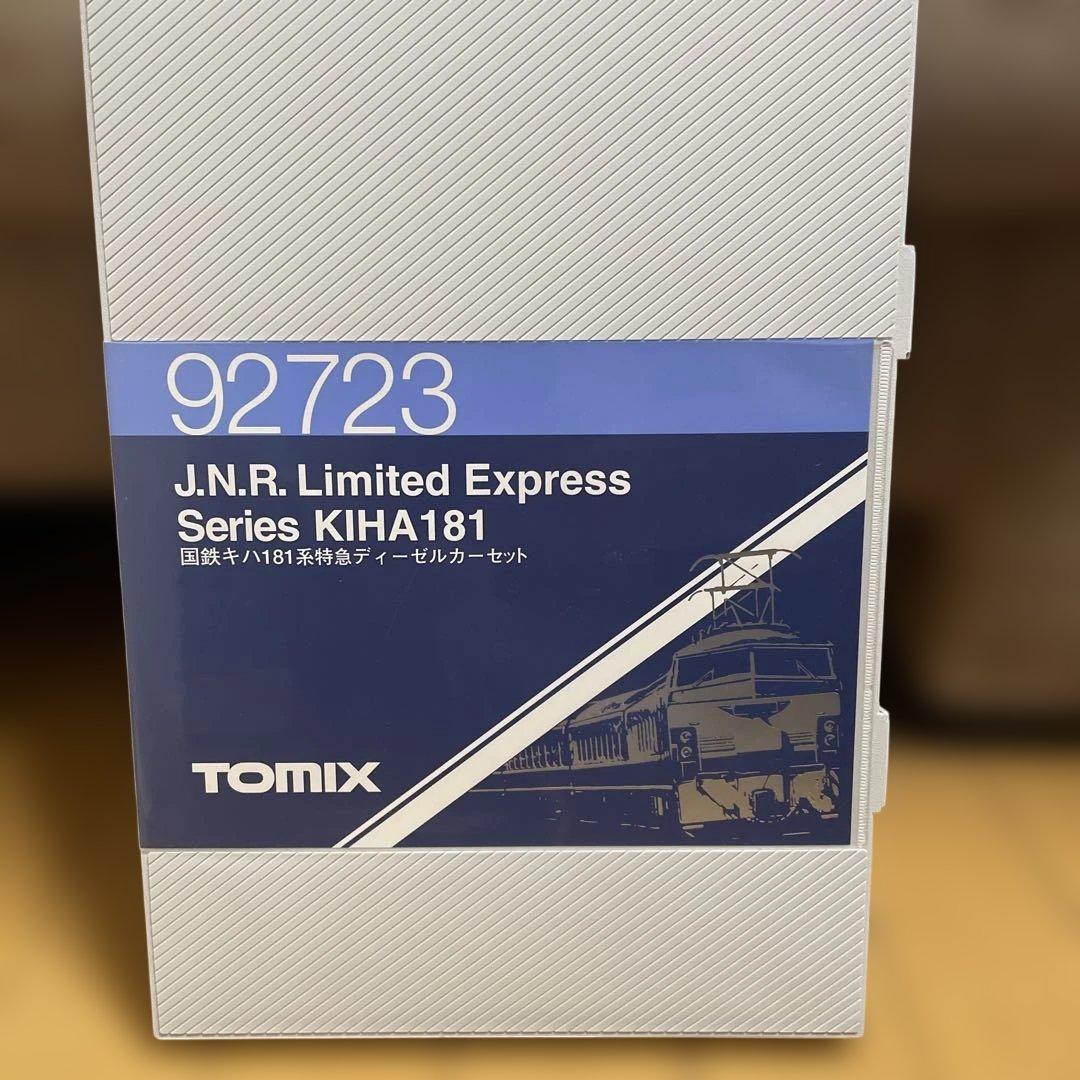 92723
J.N.R. Limited Express
Series KIHA181
国鉄キハ181系特急ディーゼルカーセット
TOMIX